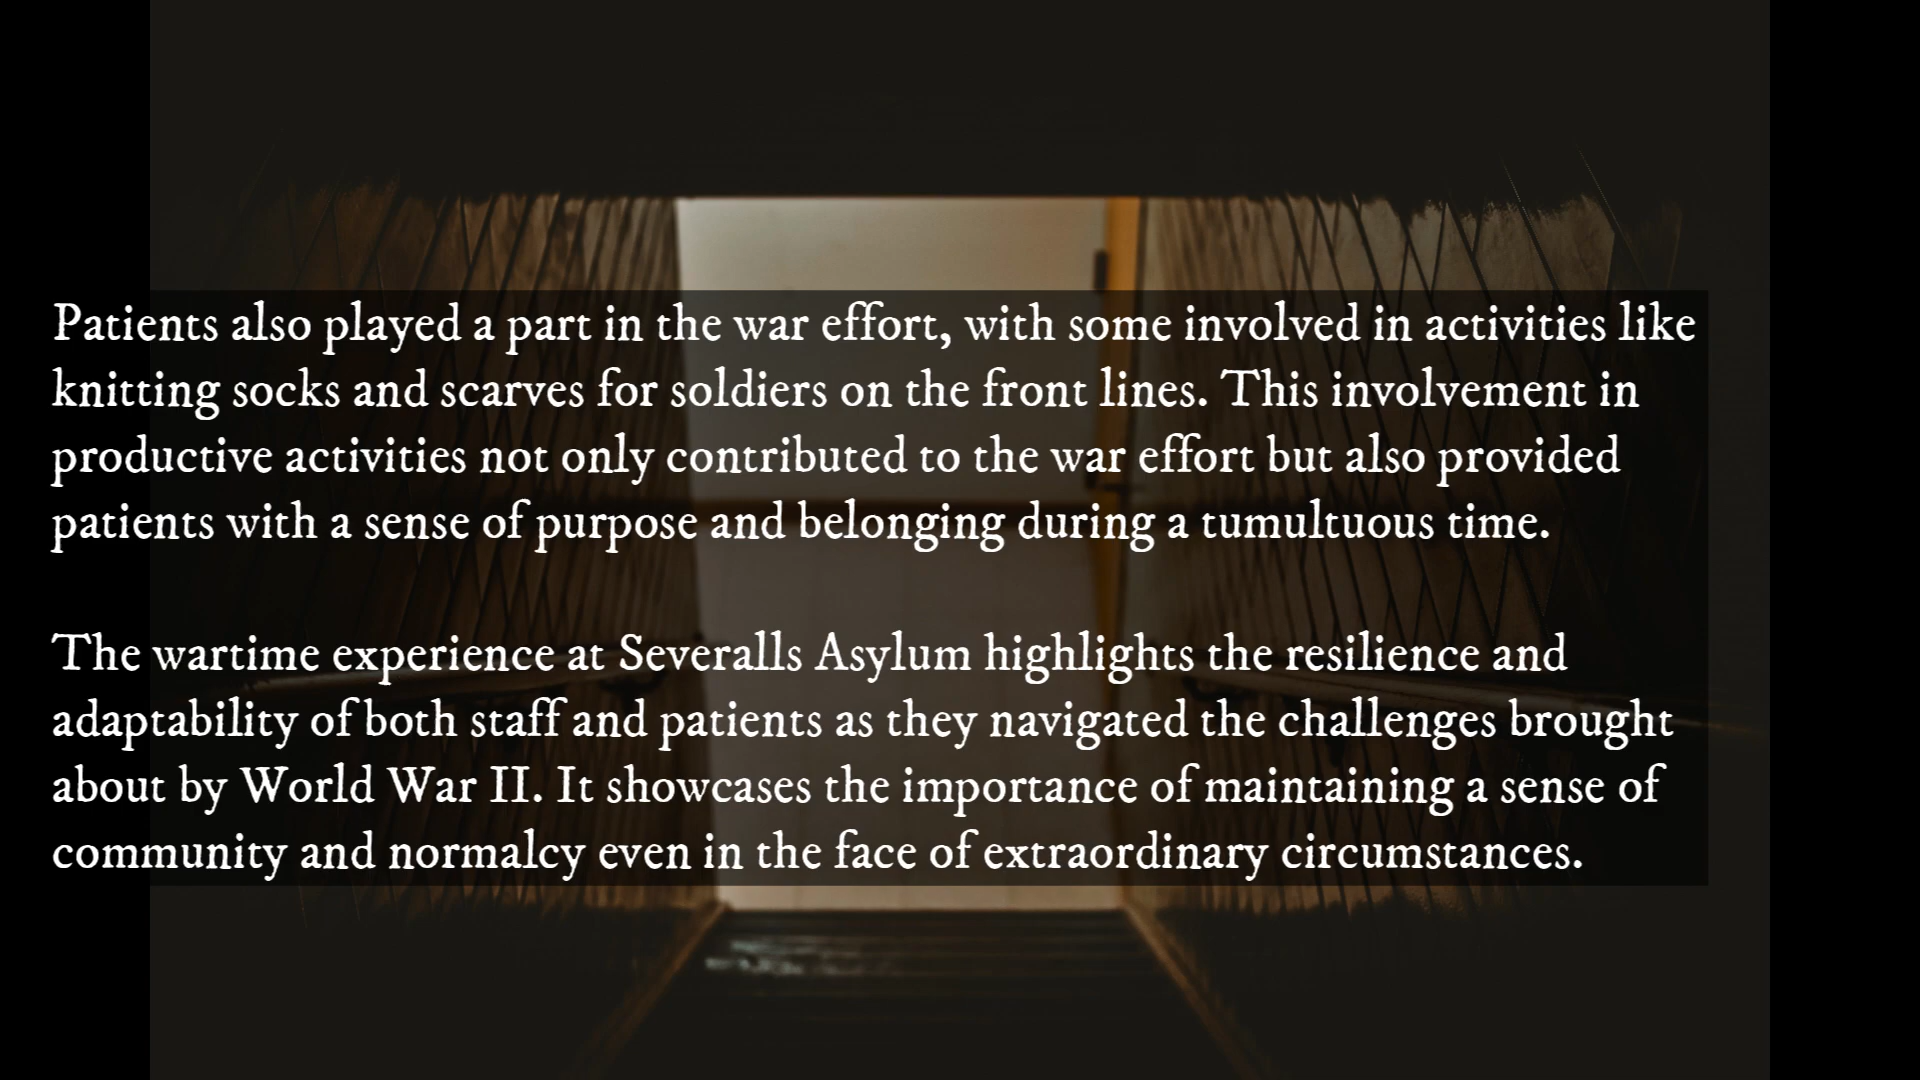 Patients also played a part in the war effort, with some involved in activities like
knitting socks and scarves for soldiers on the front lines. This involvement in
productive activities not only contributed to the war effort but also provided
patients with a sense of purpose and belonging during a tumultuous time.
The wartime experience at Severalls Asylum highlights the resilience and
adaptability of both staff and patients as they navigated the challenges brought
about by World War II. It showcases the importance of maintaining a sense of
community and normalcy even in the face of extraordinary circumstances.